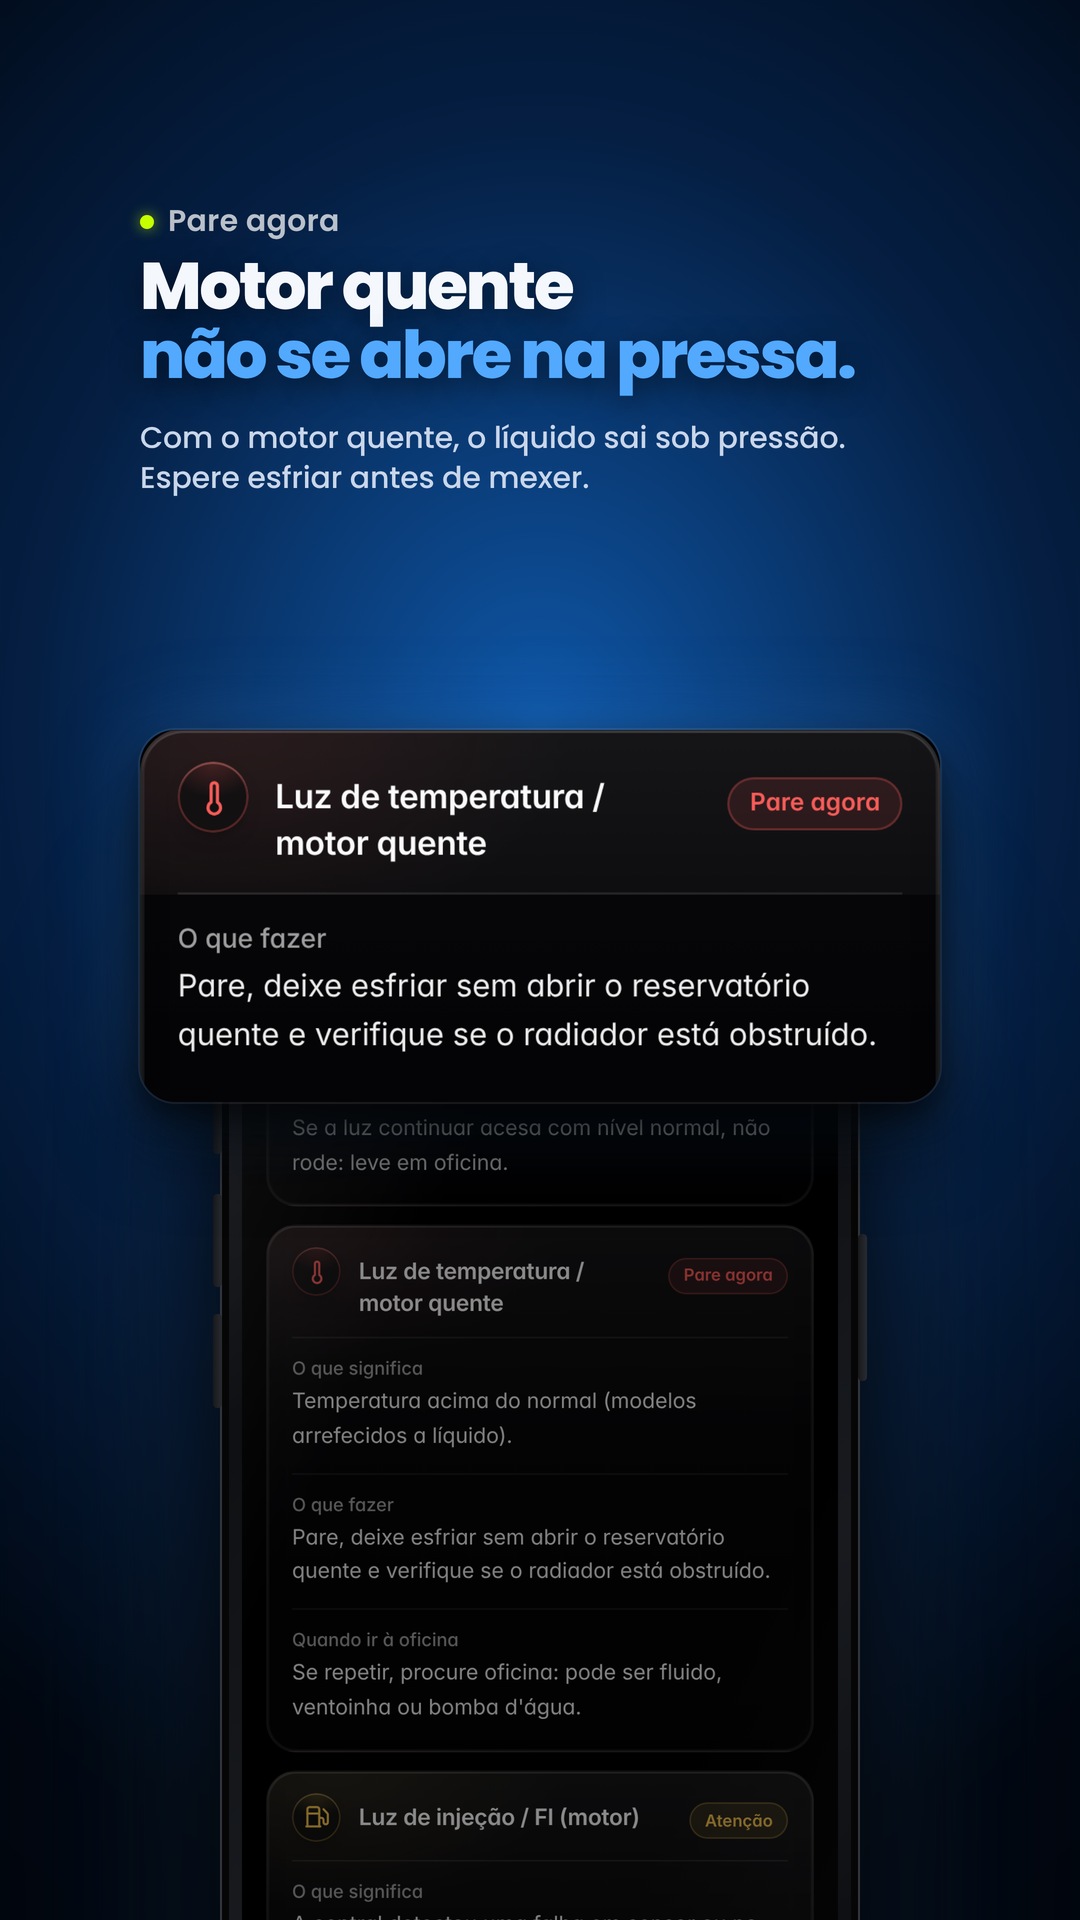 Pare agora
Motor quente
não se abre na pressa.
Com o motor quente, o líquido sai sob pressão.
Espere esfriar antes de mexer.
Luz de temperatura /
motor quente
Pare agora
O que fazer
Pare, deixe esfriar sem abrir o reservatório
quente e verifique se o radiador está obstruído.
Se a luz continuar acesa com nível normal, não
rode: leve em oficina.
Luz de temperatura /
motor quente
Pare agora
O que significa
Temperatura acima do normal (modelos
arrefecidos a líquido).
O que fazer
Pare, deixe esfriar sem abrir o reservatório
quente e verifique se o radiador está obstruído.
Quando ir à oficina
Se repetir, procure oficina: pode ser fluido,
ventoinha ou bomba d'água.
Luz de injeção / FI (motor)
Atenção
O que significa